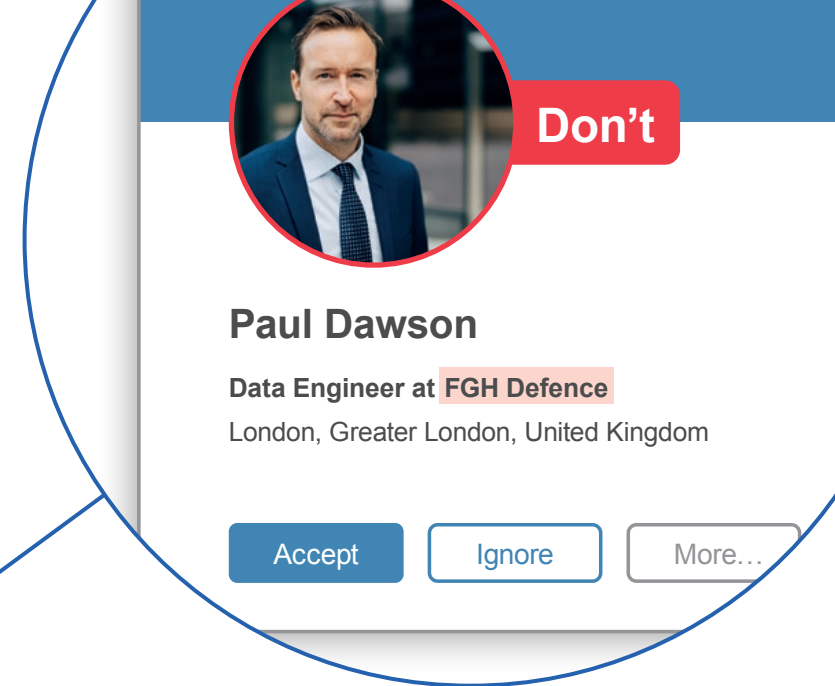 Don’t
Paul Dawson
Data Engineer at FGH Defence
London, Greater London, United Kingdom
Accept
Ignore
More…